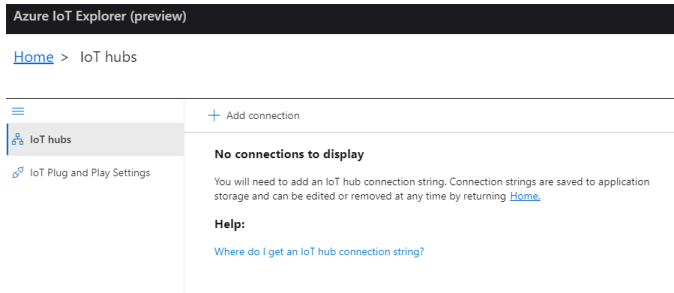 Azure IoT Explorer (preview)
Home > IoT hubs
+ Add connection
IoT hubs
IoT Plug and Play Settings
No connections to display
You will need to add an IoT hub connection string. Connection strings are saved to application
storage and can be edited or removed at any time by returning Home.
Help:
Where do I get an IoT hub connection string?